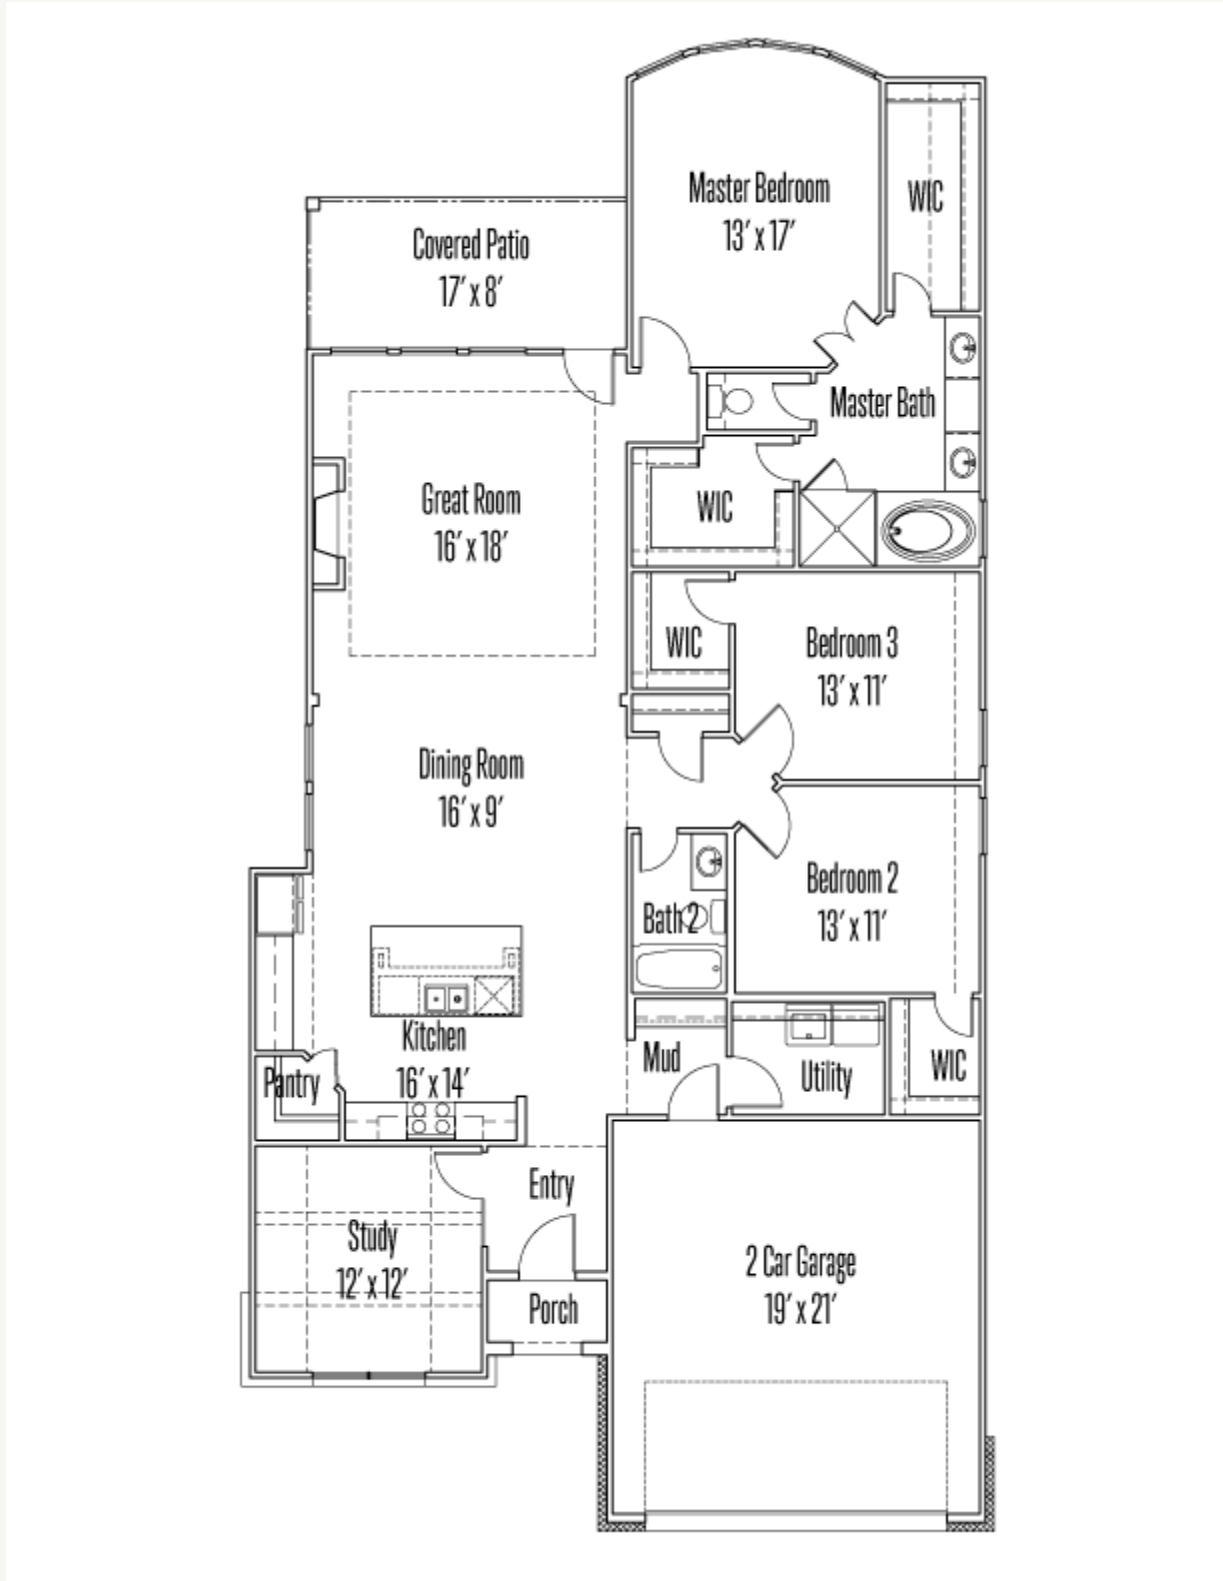 Master Bedroom
13' x 17'
WIC
Covered Patio
17' x 8'
Master Bath
Great Room
16' x 18'
WIC
WIC
Bedroom 3
13' x 11'
Dining Room
16' x 9'
Bedroom 2
13' x 11'
Bath 2
Kitchen
16' x 14'
Mud
Utility
WIC
Pantry
Entry
Study
12' x 12'
2 Car Garage
19' x 21'
Porch